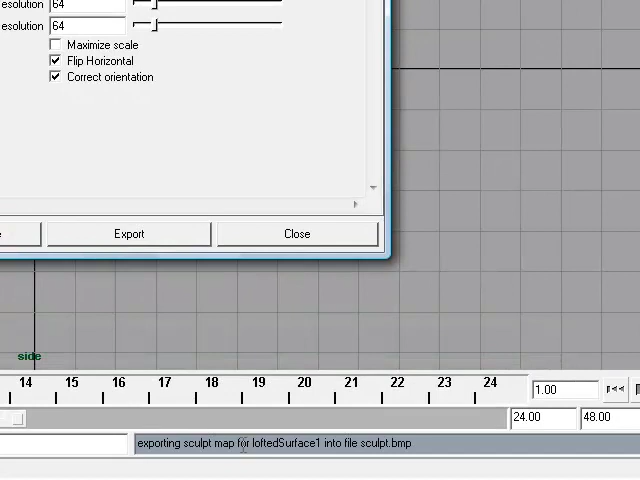 esolution 64
esolution 64
Maximize scale
Flip Horizontal
Correct orientation
Export Close
side
14 15 16 17 18 19 20 21 22 23 24
1.00
24.00 48.00
exporting sculpt map for loftedSurface1 into file sculpt.bmp